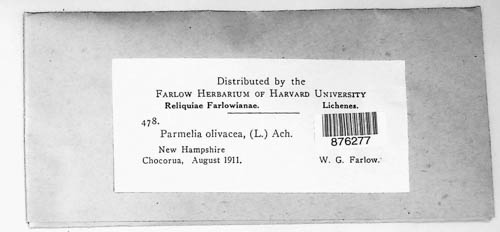 Distributed by the
FARLOW HERBARIUM OF HARVARD UNIVERSITY
Reliquiae Farlowianae. Lichenes.
478.
Parmelia olivacea, (L.) Ach.
876277
New Hampshire
Chocorua, August 1911. W. G. Farlow.